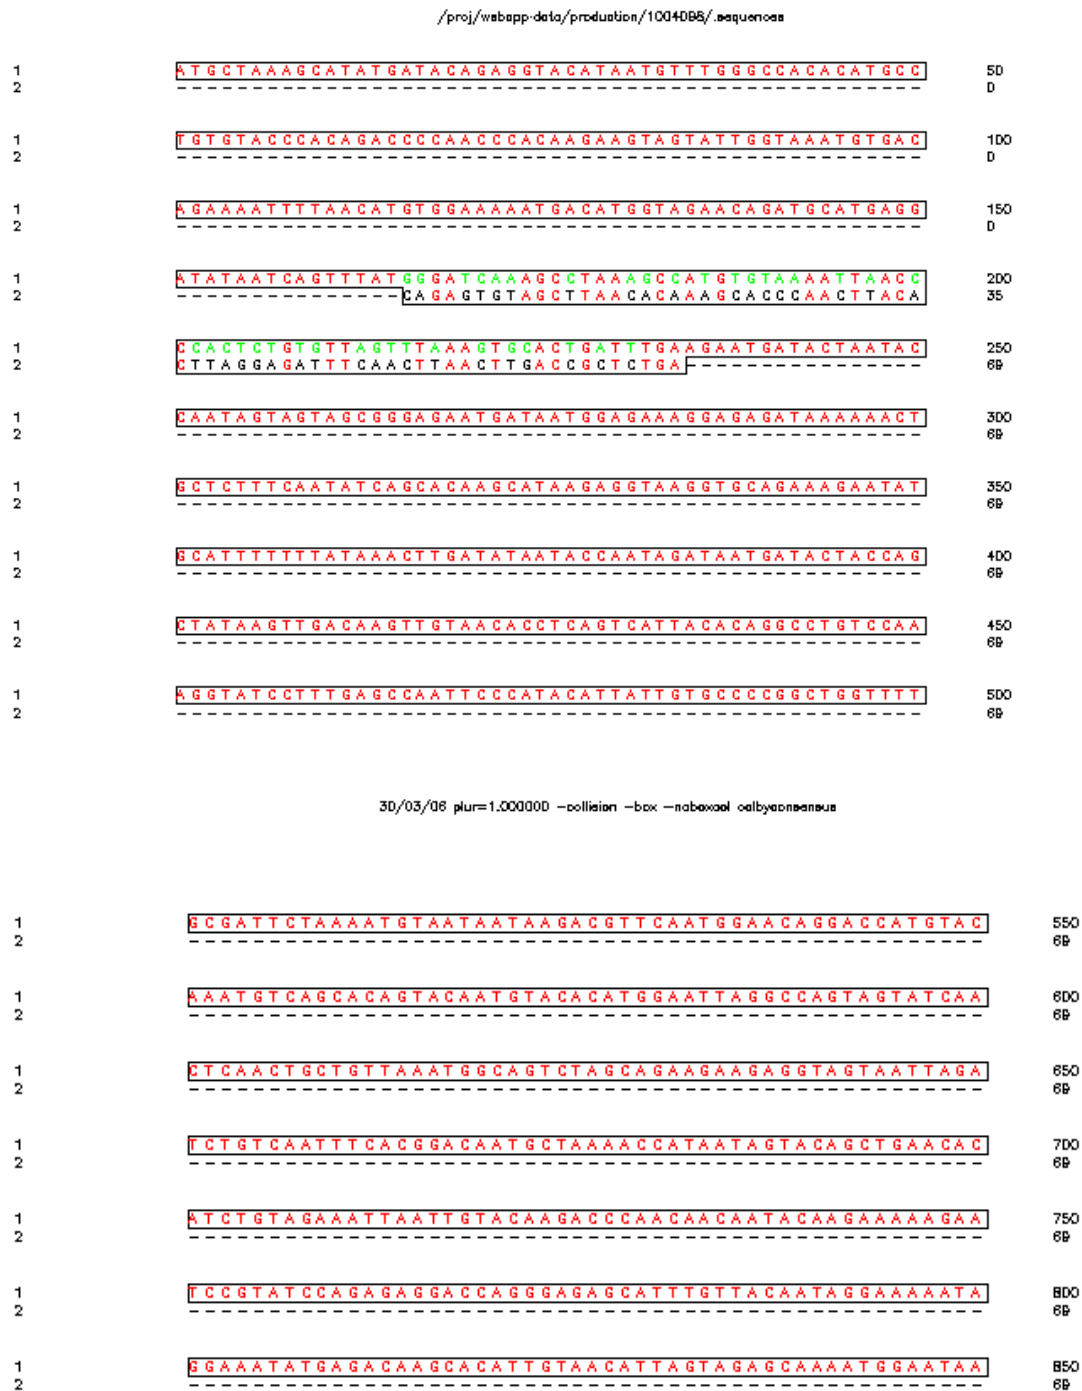 /proj/webapp-data/production/1004098/.sequences
1 ATGCTAAAGCATATGATACAGAGGTACATAATGTTTGGGCCACACATGCC 50
2 -------------------------------------------------- 0
1 TGTGTACCCACAGACCCCAACCCACAAGAAGTAGTATTGGTAAATGTGAC 100
2 -------------------------------------------------- 0
1 AGAAAATTTTAACATGTGGAAAAATGACATGGTAGAACAGATGCATGAGG 150
2 -------------------------------------------------- 0
1 ATATAATCAGTTTATGGGATCAAAGCCTAAAGCCATGTGTAAAATTAACC 200
2 ---------------CAGAGTGTAGCTTAACACAAAGCACCCAACTTACA 35
1 CCACTCTGTGTTAGTTTAAAGTGCACTGATTTGAAGAATGATACTAATAC 250
2 CTTAGGAGATTTCAACTTAACTTGACCGCTCTGA---------------- 69
1 CAATAGTAGTAGCGGGAGAATGATAATGGAGAAAGGAGAGATAAAAAACT 300
2 -------------------------------------------------- 69
1 GCTCTTTCAATATCAGCACAAGCATAAGAGGTAAGGTGCAGAAAGAATAT 350
2 -------------------------------------------------- 69
1 GCATTTTTTTATAAACTTGATATAATACCAATAGATAATGATACTACCAG 400
2 -------------------------------------------------- 69
1 CTATAAGTTGACAAGTTGTAACACCTCAGTCATTACACAGGCCTGTCCAA 450
2 -------------------------------------------------- 69
1 AGGTATCCTTTGAGCCAATTCCCATACATTATTGTGCCCCGGCTGGTTTT 500
2 -------------------------------------------------- 69
30/03/06 plur=1.000000 -collision -box -noboxcol colbyconsensus
1 GCGATTCTAAAATGTAATAATAAGACGTTCAATGGAACAGGACCATGTAC 550
2 -------------------------------------------------- 69
1 AAATGTCAGCACAGTACAATGTACACATGGAATTAGGCCAGTAGTATCAA 600
2 -------------------------------------------------- 69
1 CTCAACTGCTGTTAAATGGCAGTCTAGCAGAAGAAGAGGTAGTAATTAGA 650
2 -------------------------------------------------- 69
1 TCTGTCAATTTCACGGACAATGCTAAAACCATAATAGTACAGCTGAACAC 700
2 -------------------------------------------------- 69
1 ATCTGTAGAAATTAATTGTACAAGACCCAACAACAATACAAGAAAAAGAA 750
2 -------------------------------------------------- 69
1 TCCGTATCCAGAGAGGACCAGGGAGAGCATTTGTTACAATAGGAAAAATA 800
2 -------------------------------------------------- 69
1 GGAAATATGAGACAAGCACATTGTAACATTAGTAGAGCAAAATGGAATAA 850
2 -------------------------------------------------- 69